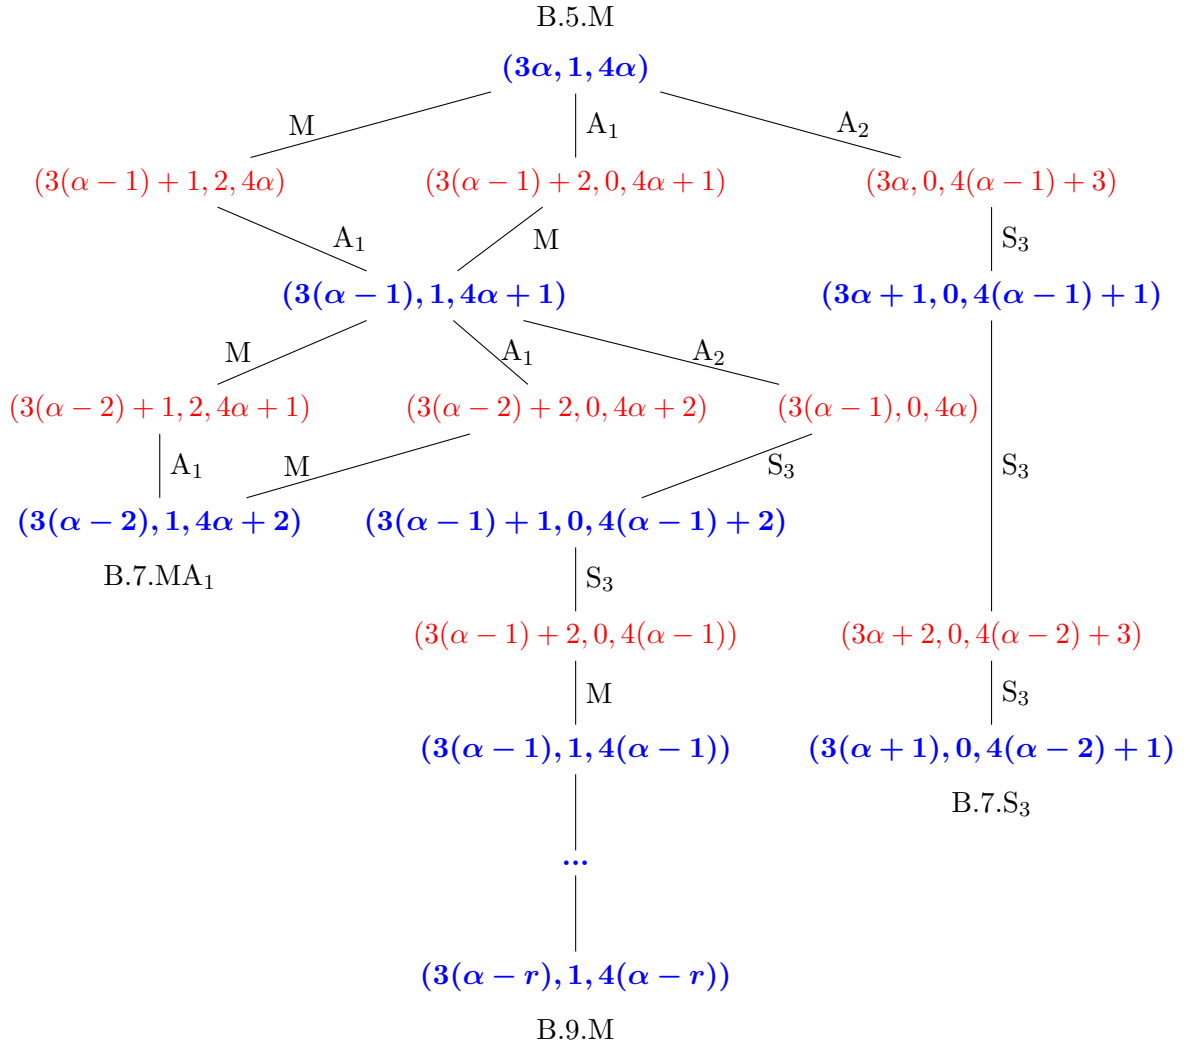 B.5.M
(3α, 1, 4α)
M A₁ A₂
(3(α − 1) + 1, 2, 4α) (3(α − 1) + 2, 0, 4α + 1) (3α, 0, 4(α − 1) + 3)
A₁ M S₃
(3(α − 1), 1, 4α + 1) (3α + 1, 0, 4(α − 1) + 1)
M A₁ A₂
(3(α − 2) + 1, 2, 4α + 1) (3(α − 2) + 2, 0, 4α + 2) (3(α − 1), 0, 4α)
A₁ M S₃ S₃
(3(α − 2), 1, 4α + 2) (3(α − 1) + 1, 0, 4(α − 1) + 2)
B.7.MA₁ S₃
(3(α − 1) + 2, 0, 4(α − 1)) (3α + 2, 0, 4(α − 2) + 3)
M S₃
(3(α − 1), 1, 4(α − 1)) (3(α + 1), 0, 4(α − 2) + 1)
B.7.S₃
...
(3(α − r), 1, 4(α − r))
B.9.M